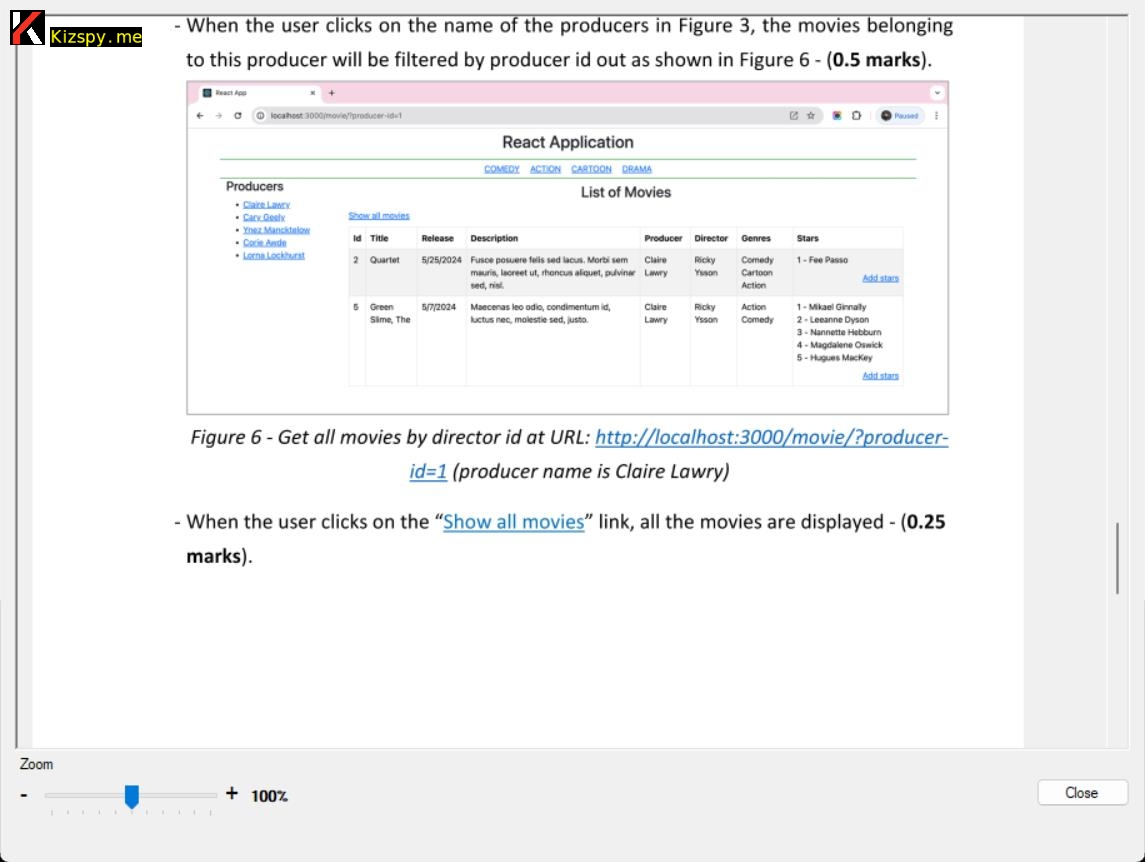 Kizspy.me
- When the user clicks on the name of the producers in Figure 3, the movies belonging
to this producer will be filtered by producer id out as shown in Figure 6 - (0.5 marks).
React App
localhost:3000/movie/?producer-id=1
Paused
React Application
COMEDY ACTION CARTOON DRAMA
Producers
• Claire Lawry
• Cary Geely
• Ynez Mancktelow
• Corie Awde
• Lorna Lockhurst
List of Movies
Show all movies
Id Title Release Description Producer Director Genres Stars
2 Quartet 5/25/2024 Fusce posuere felis sed lacus. Morbi sem Claire Ricky Comedy 1 - Fee Passo
mauris, laoreet ut, rhoncus aliquet, pulvinar Lawry Ysson Cartoon
sed, nisl. Action Add stars
5 Green 5/7/2024 Maecenas leo odio, condimentum id, Claire Ricky Action 1 - Mikael Ginnally
Slime, The luctus nec, molestie sed, justo. Lawry Ysson Comedy 2 - Leeanne Dyson
3 - Nannette Hebburn
4 - Magdalene Oswick
5 - Hugues MacKey
Add stars
Figure 6 - Get all movies by director id at URL: http://localhost:3000/movie/?producer-
id=1 (producer name is Claire Lawry)
- When the user clicks on the “Show all movies” link, all the movies are displayed - (0.25
marks).
Zoom
- + 100%
Close